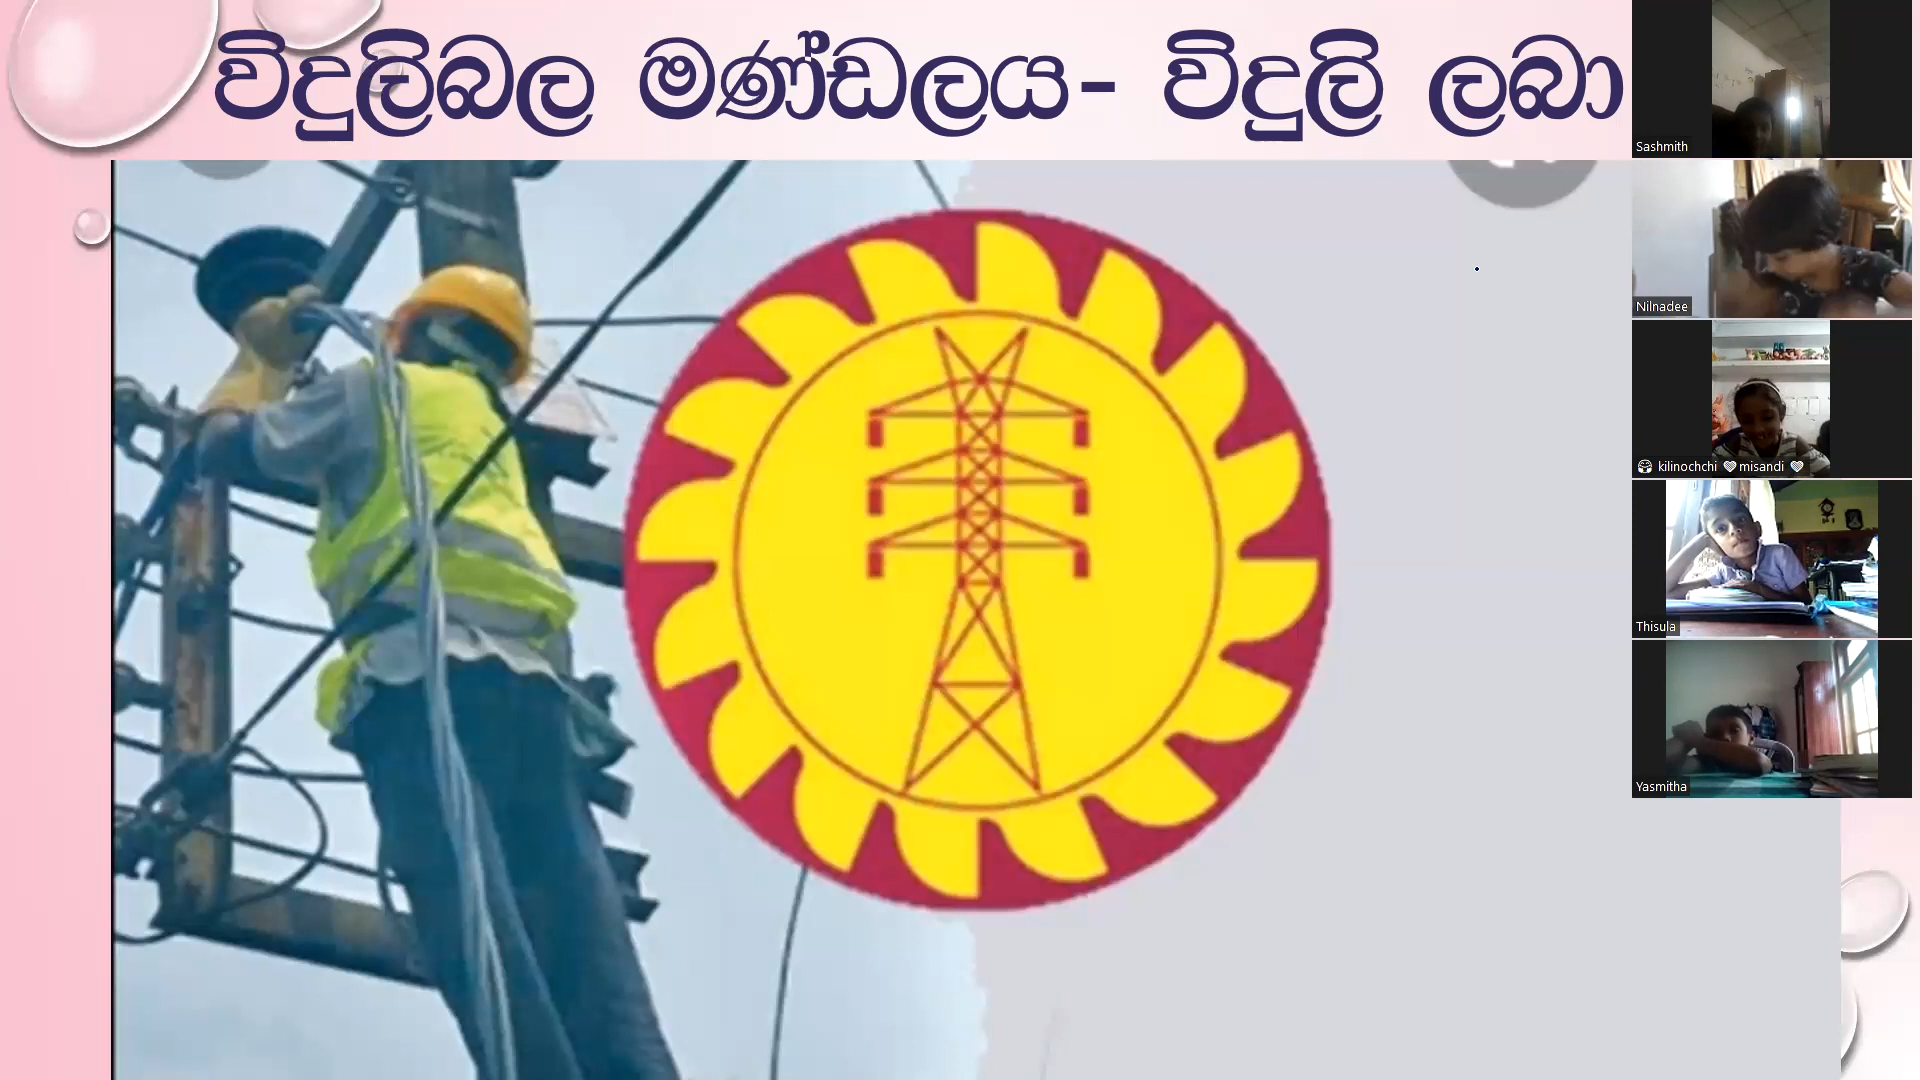 විදුලිබල මණ්ඩලය- විදුලි ලබා
Sashmith
Nilnadee
kilinochchi 🤍misandi 🤍
Thisula
Yasmitha